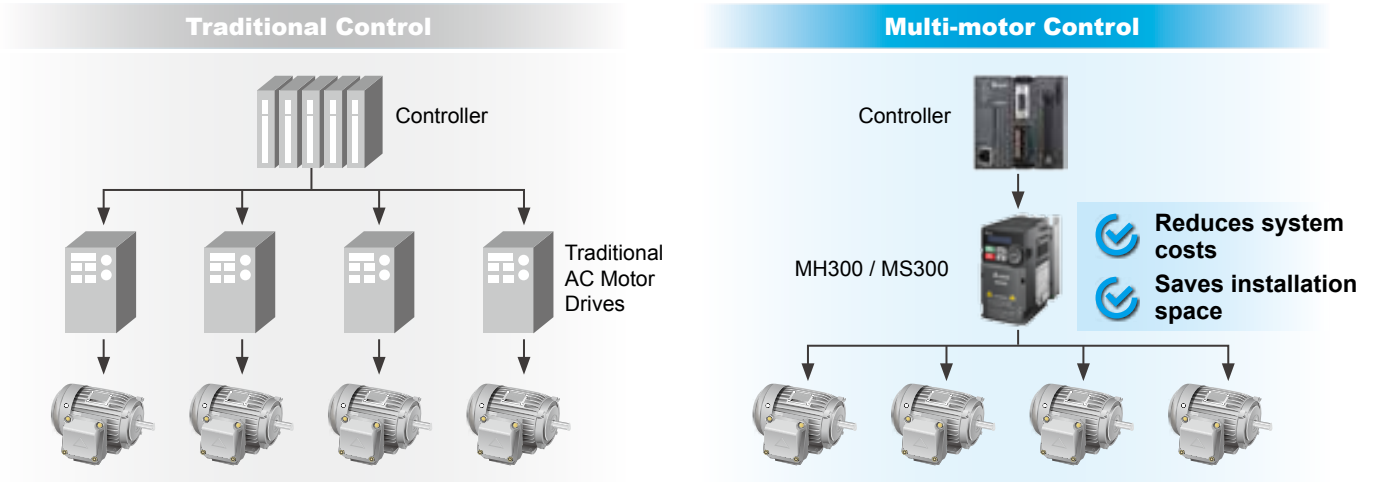 Traditional Control
Controller
Traditional
AC Motor
Drives
Multi-motor Control
Controller
MH300 / MS300
Reduces system
costs
Saves installation
space